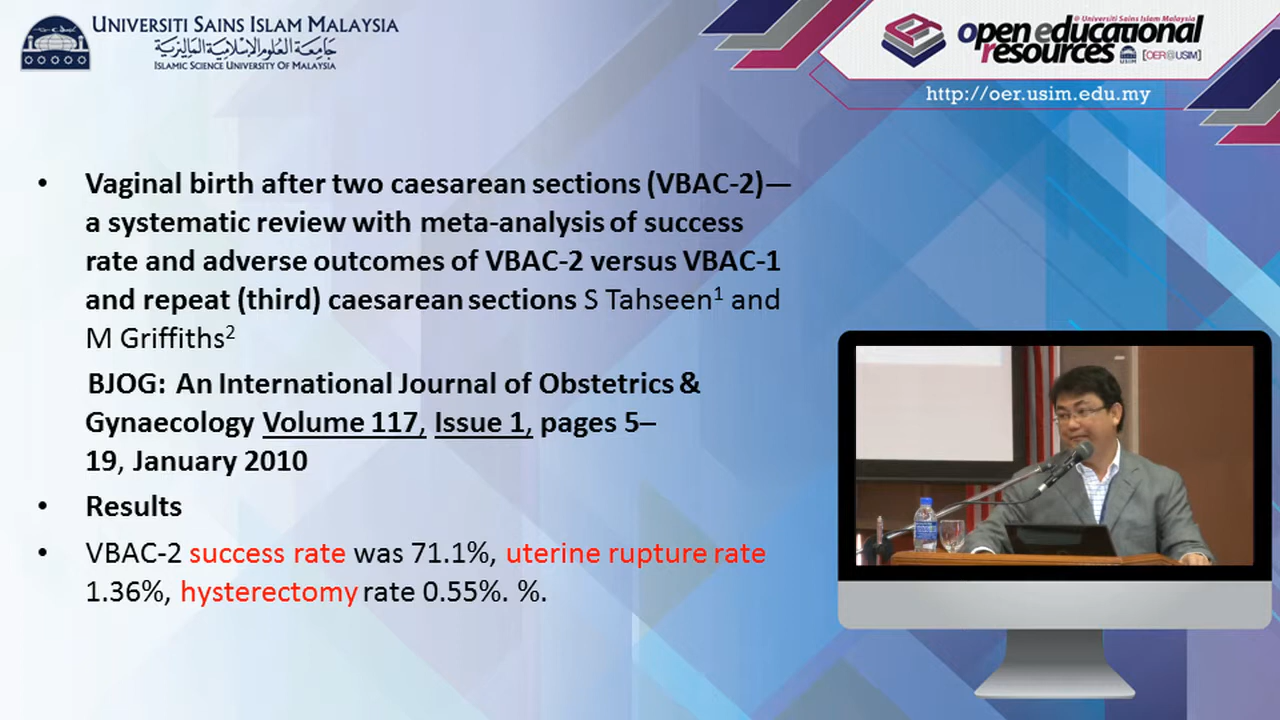 UNIVERSITI SAINS ISLAM MALAYSIA
جامعة العلوم الإسلامية الماليزية
ISLAMIC SCIENCE UNIVERSITY OF MALAYSIA
@ Universiti Sains Islam Malaysia
open educational
resources
USIM
[OER@USIM]
http://oer.usim.edu.my
• Vaginal birth after two caesarean sections (VBAC-2)—
a systematic review with meta-analysis of success
rate and adverse outcomes of VBAC-2 versus VBAC-1
and repeat (third) caesarean sections S Tahseen¹ and
M Griffiths²
BJOG: An International Journal of Obstetrics &
Gynaecology Volume 117, Issue 1, pages 5–
19, January 2010
• Results
• VBAC-2 success rate was 71.1%, uterine rupture rate
1.36%, hysterectomy rate 0.55%. %.